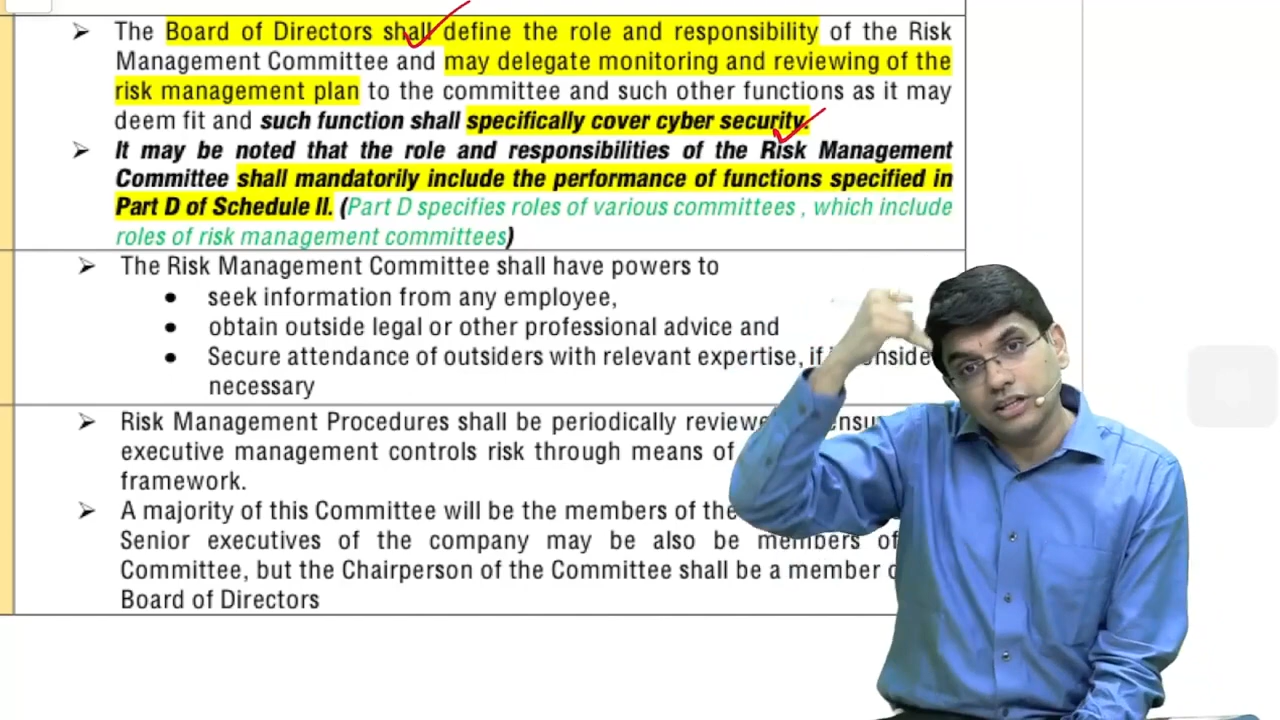 ➢ The Board of Directors shall define the role and responsibility of the Risk
Management Committee and may delegate monitoring and reviewing of the
risk management plan to the committee and such other functions as it may
deem fit and such function shall specifically cover cyber security.
➢ It may be noted that the role and responsibilities of the Risk Management
Committee shall mandatorily include the performance of functions specified in
Part D of Schedule II. (Part D specifies roles of various committees , which include
roles of risk management committees)
➢ The Risk Management Committee shall have powers to
• seek information from any employee,
• obtain outside legal or other professional advice and
• Secure attendance of outsiders with relevant expertise, if
necessary
➢ Risk Management Procedures shall be periodically
executive management controls risk through means of
framework.
➢ A majority of this Committee will be the members of the
Senior executives of the company may be also be members of
Committee, but the Chairperson of the Committee shall be a member
Board of Directors